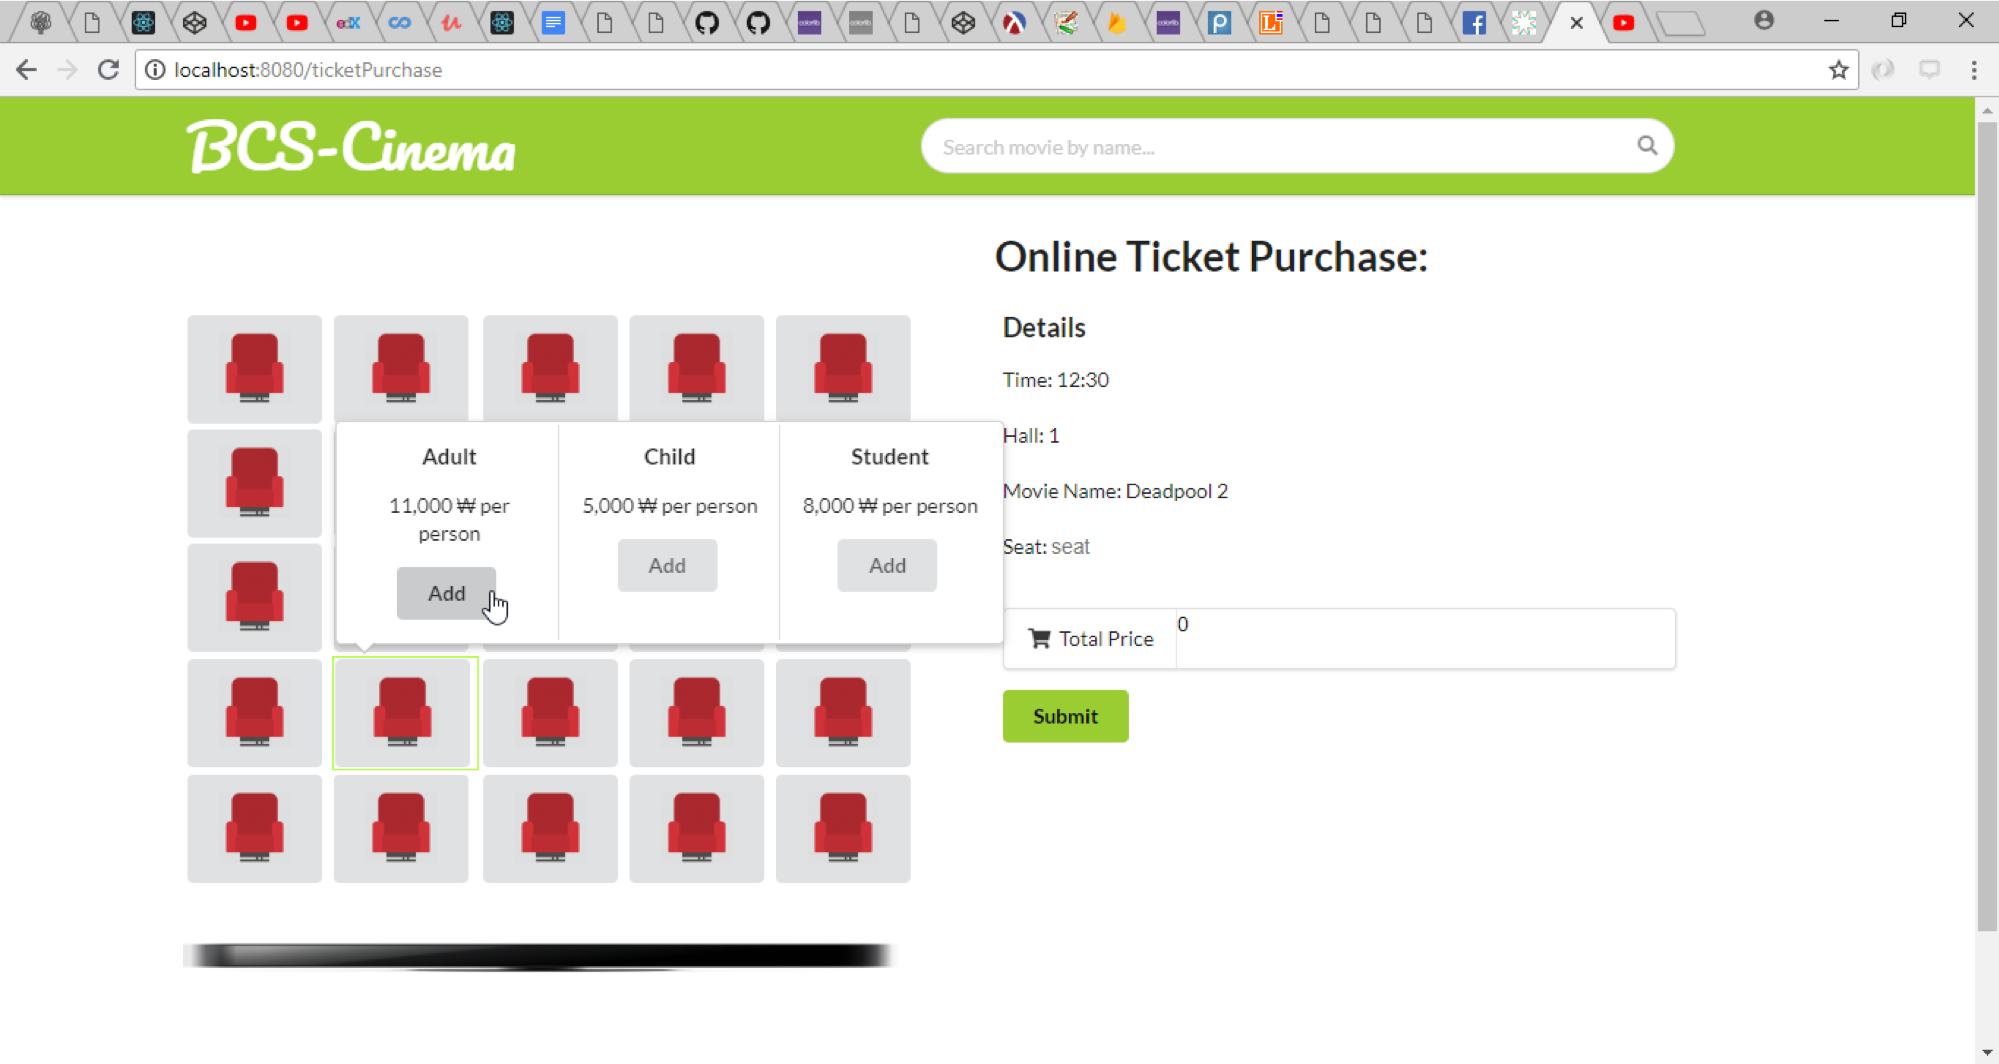 localhost:8080/ticketPurchase
BCS-Cinema
Search movie by name...
Online Ticket Purchase:
Details
Time: 12:30
Hall: 1
Movie Name: Deadpool 2
Seat: seat
Adult
11,000 ₩ per
person
Add
Child
5,000 ₩ per person
Add
Student
8,000 ₩ per person
Add
Total Price
0
Submit